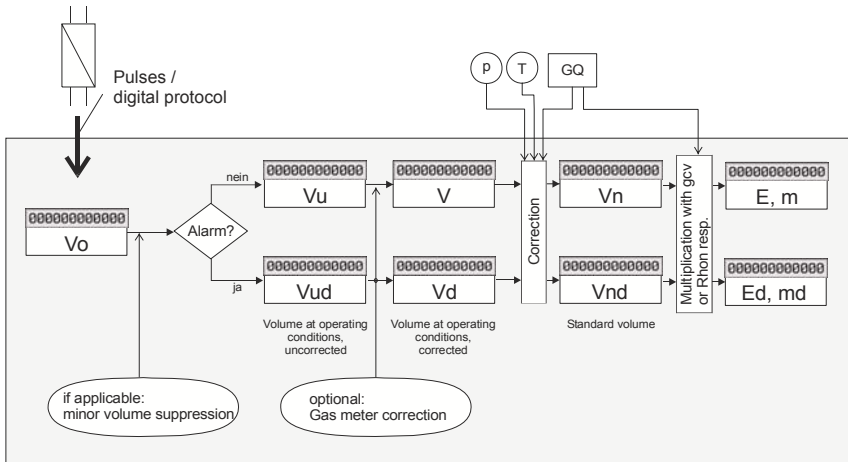 Pulses /
digital protocol
p
T
GQ
000000000000
Vo
Alarm?
nein
ja
000000000000
Vu
000000000000
V
000000000000
Vn
000000000000
E, m
000000000000
Vud
000000000000
Vd
000000000000
Vnd
000000000000
Ed, md
Correction
Multiplication with gcv
or Rhon resp.
Volume at operating
conditions,
uncorrected
Volume at operating
conditions,
corrected
Standard volume
if applicable:
minor volume suppression
optional:
Gas meter correction